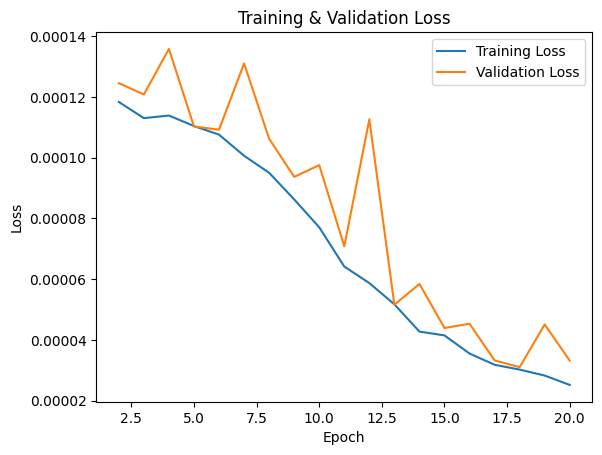 Training & Validation Loss
Training Loss
Validation Loss
0.00014
0.00012
0.00010
0.00008
0.00006
0.00004
0.00002
Loss
2.5 5.0 7.5 10.0 12.5 15.0 17.5 20.0
Epoch